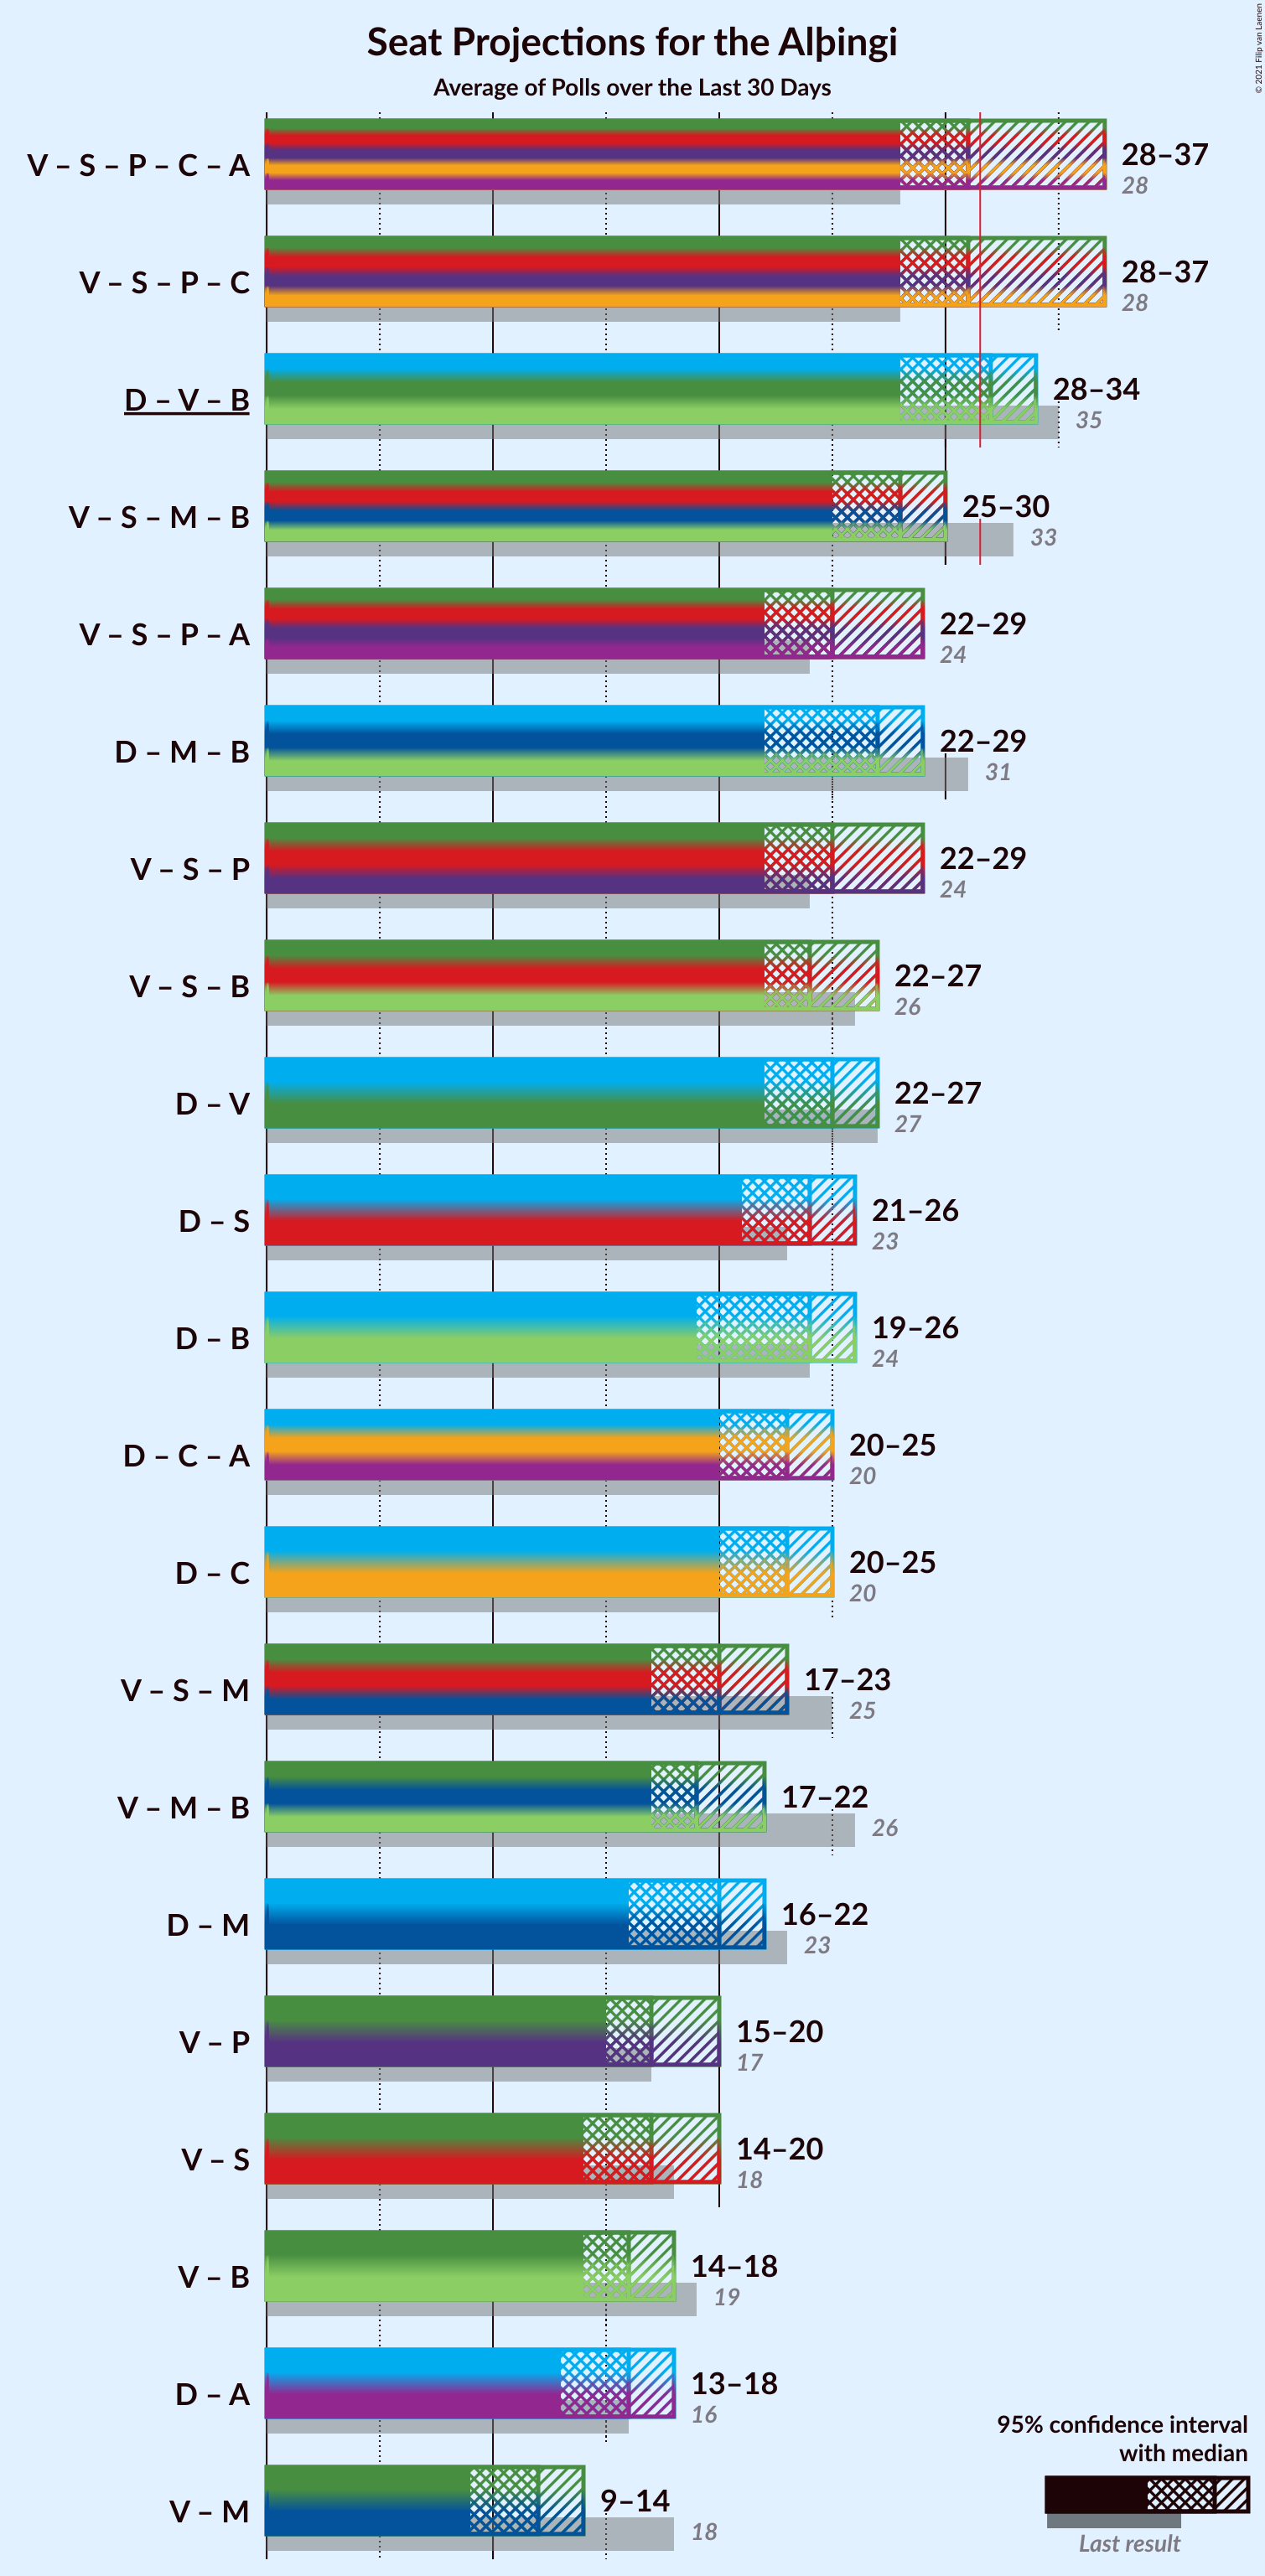 © 2021 Filip van Laenen
Seat Projections for the Alþingi
Average of Polls over the Last 30 Days
V – S – P – C – A
28–37
28
V – S – P – C
28–37
28
D – V – B
28–34
35
V – S – M – B
25–30
33
V – S – P – A
22–29
24
D – M – B
22–29
31
V – S – P
22–29
24
V – S – B
22–27
26
D – V
22–27
27
D – S
21–26
23
D – B
19–26
24
D – C – A
20–25
20
D – C
20–25
20
V – S – M
17–23
25
V – M – B
17–22
26
D – M
16–22
23
V – P
15–20
17
V – S
14–20
18
V – B
14–18
19
D – A
13–18
16
V – M
9–14
18
95% confidence interval
with median
Last result